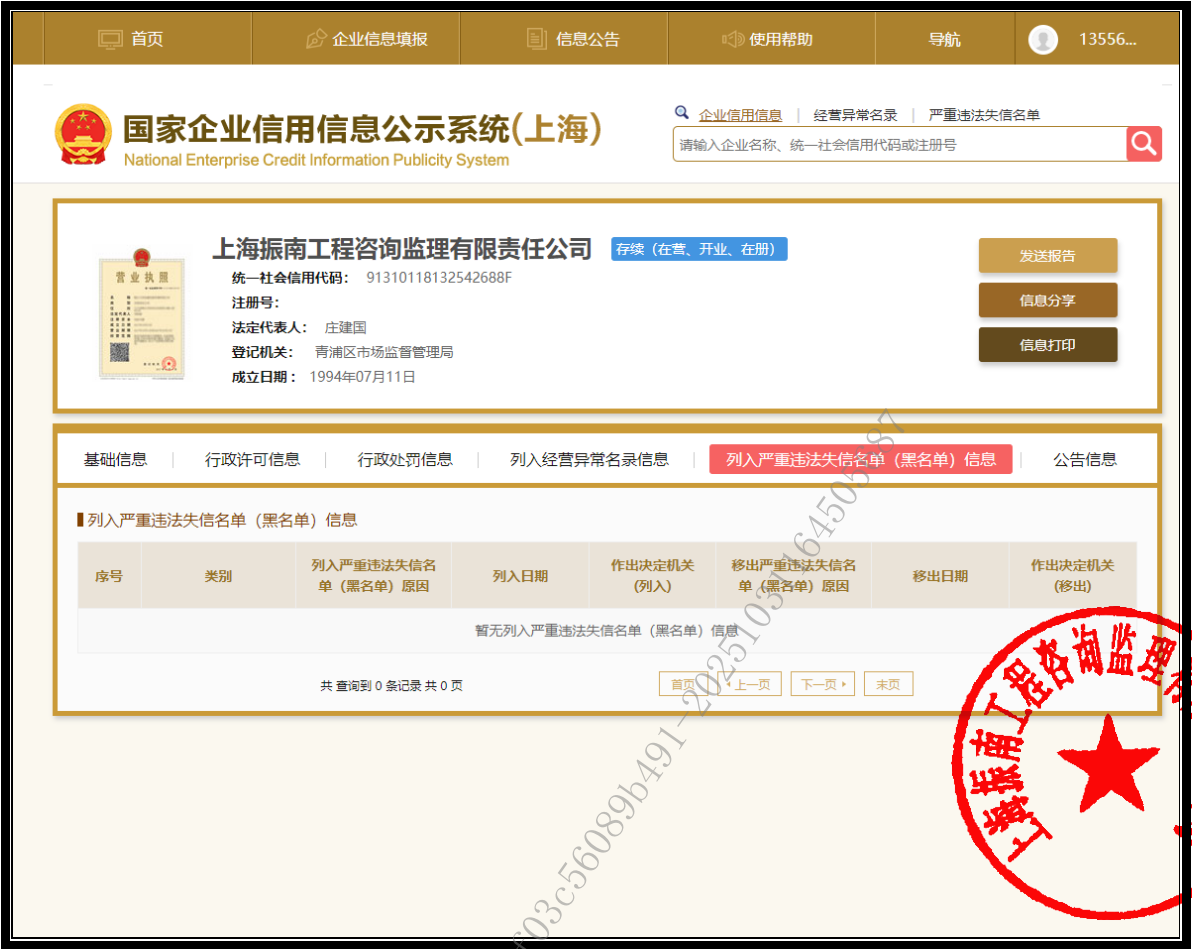 首页 企业信息填报 信息公告 使用帮助 导航 13556...
企业信用信息 | 经营异常名录 | 严重违法失信名单
国家企业信用信息公示系统(上海)
National Enterprise Credit Information Publicity System
请输入企业名称、统一社会信用代码或注册号
上海振南工程咨询监理有限责任公司 存续（在营、开业、在册）
营业执照
统一社会信用代码： 91310118132542688F
注册号：
法定代表人： 庄建国
登记机关： 青浦区市场监督管理局
成立日期： 1994年07月11日
发送报告
信息分享
信息打印
基础信息 | 行政许可信息 | 行政处罚信息 | 列入经营异常名录信息 | 列入严重违法失信名单（黑名单）信息 | 公告信息
列入严重违法失信名单（黑名单）信息
序号 类别 列入严重违法失信名单（黑名单）原因 列入日期 作出决定机关(列入) 移出严重违法失信名单（黑名单）原因 移出日期 作出决定机关(移出)
暂无列入严重违法失信名单（黑名单）信息
共 查询到 0 条记录 共 0 页 首页 上一页 下一页 末页
上海振南工程咨询监理